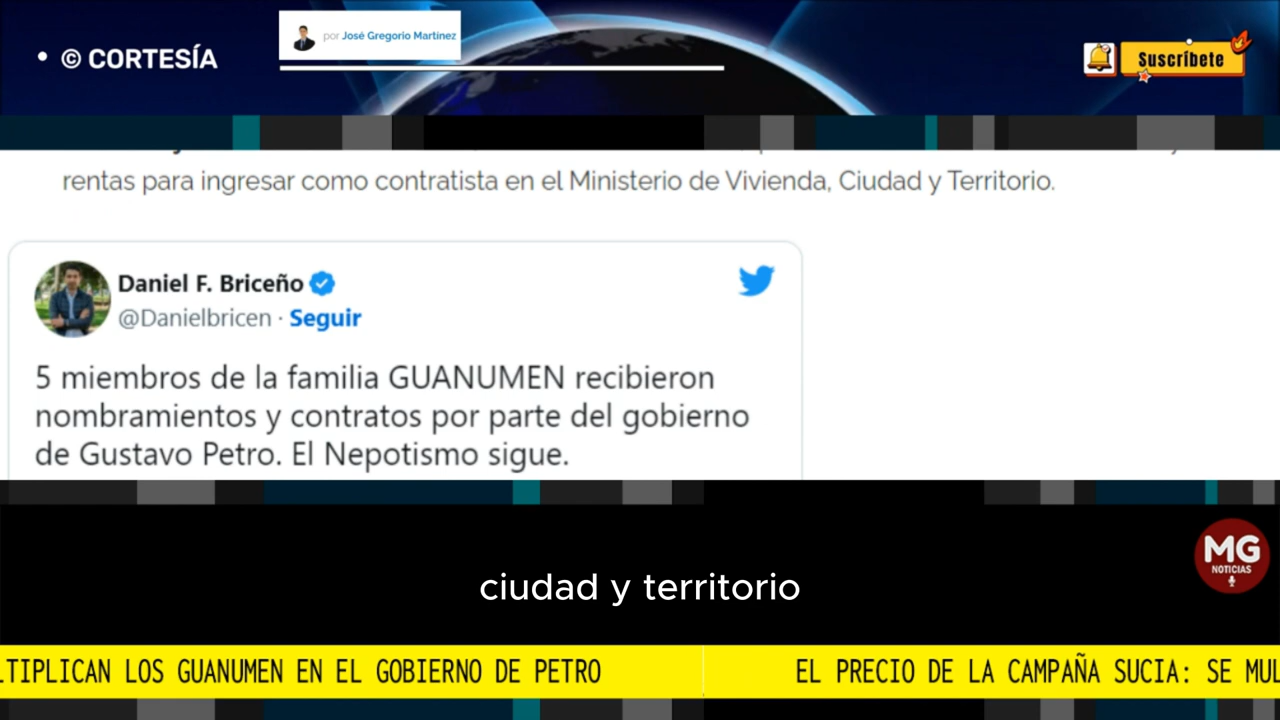 • © CORTESÍA
por José Gregorio Martínez
Suscríbete
rentas para ingresar como contratista en el Ministerio de Vivienda, Ciudad y Territorio.
Daniel F. Briceño
@Danielbricen · Seguir
5 miembros de la familia GUANUMEN recibieron
nombramientos y contratos por parte del gobierno
de Gustavo Petro. El Nepotismo sigue.
MG
NOTICIAS
ciudad y territorio
TIPLICAN LOS GUANUMEN EN EL GOBIERNO DE PETRO
EL PRECIO DE LA CAMPAÑA SUCIA: SE MUL